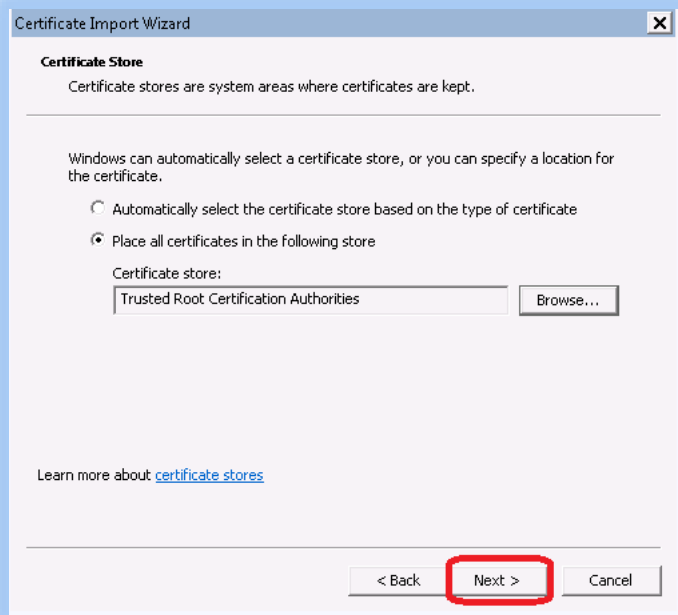 Certificate Import Wizard
Certificate Store
Certificate stores are system areas where certificates are kept.
Windows can automatically select a certificate store, or you can specify a location for
the certificate.
Automatically select the certificate store based on the type of certificate
Place all certificates in the following store
Certificate store:
Trusted Root Certification Authorities
Browse...
Learn more about certificate stores
< Back
Next >
Cancel